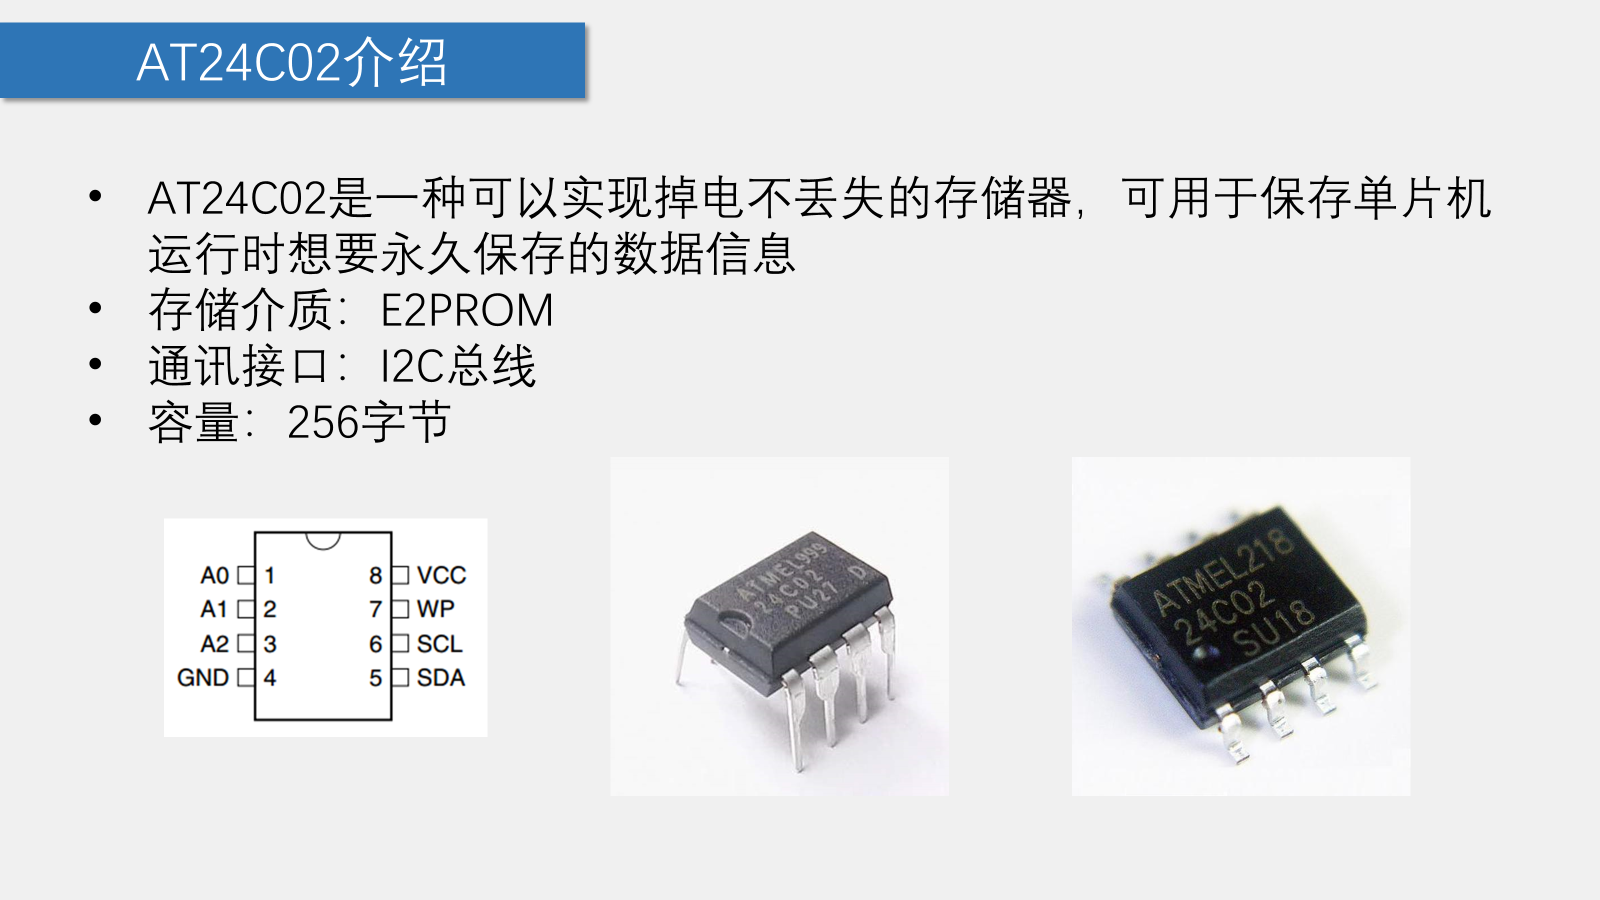 AT24C02介绍
• AT24C02是一种可以实现掉电不丢失的存储器，可用于保存单片机
运行时想要永久保存的数据信息
• 存储介质：E2PROM
• 通讯接口：I2C总线
• 容量：256字节
A0 1 8 VCC
A1 2 7 WP
A2 3 6 SCL
GND 4 5 SDA
ATMEL999
24C02
PU27 D
ATMEL218
24C02
SU18